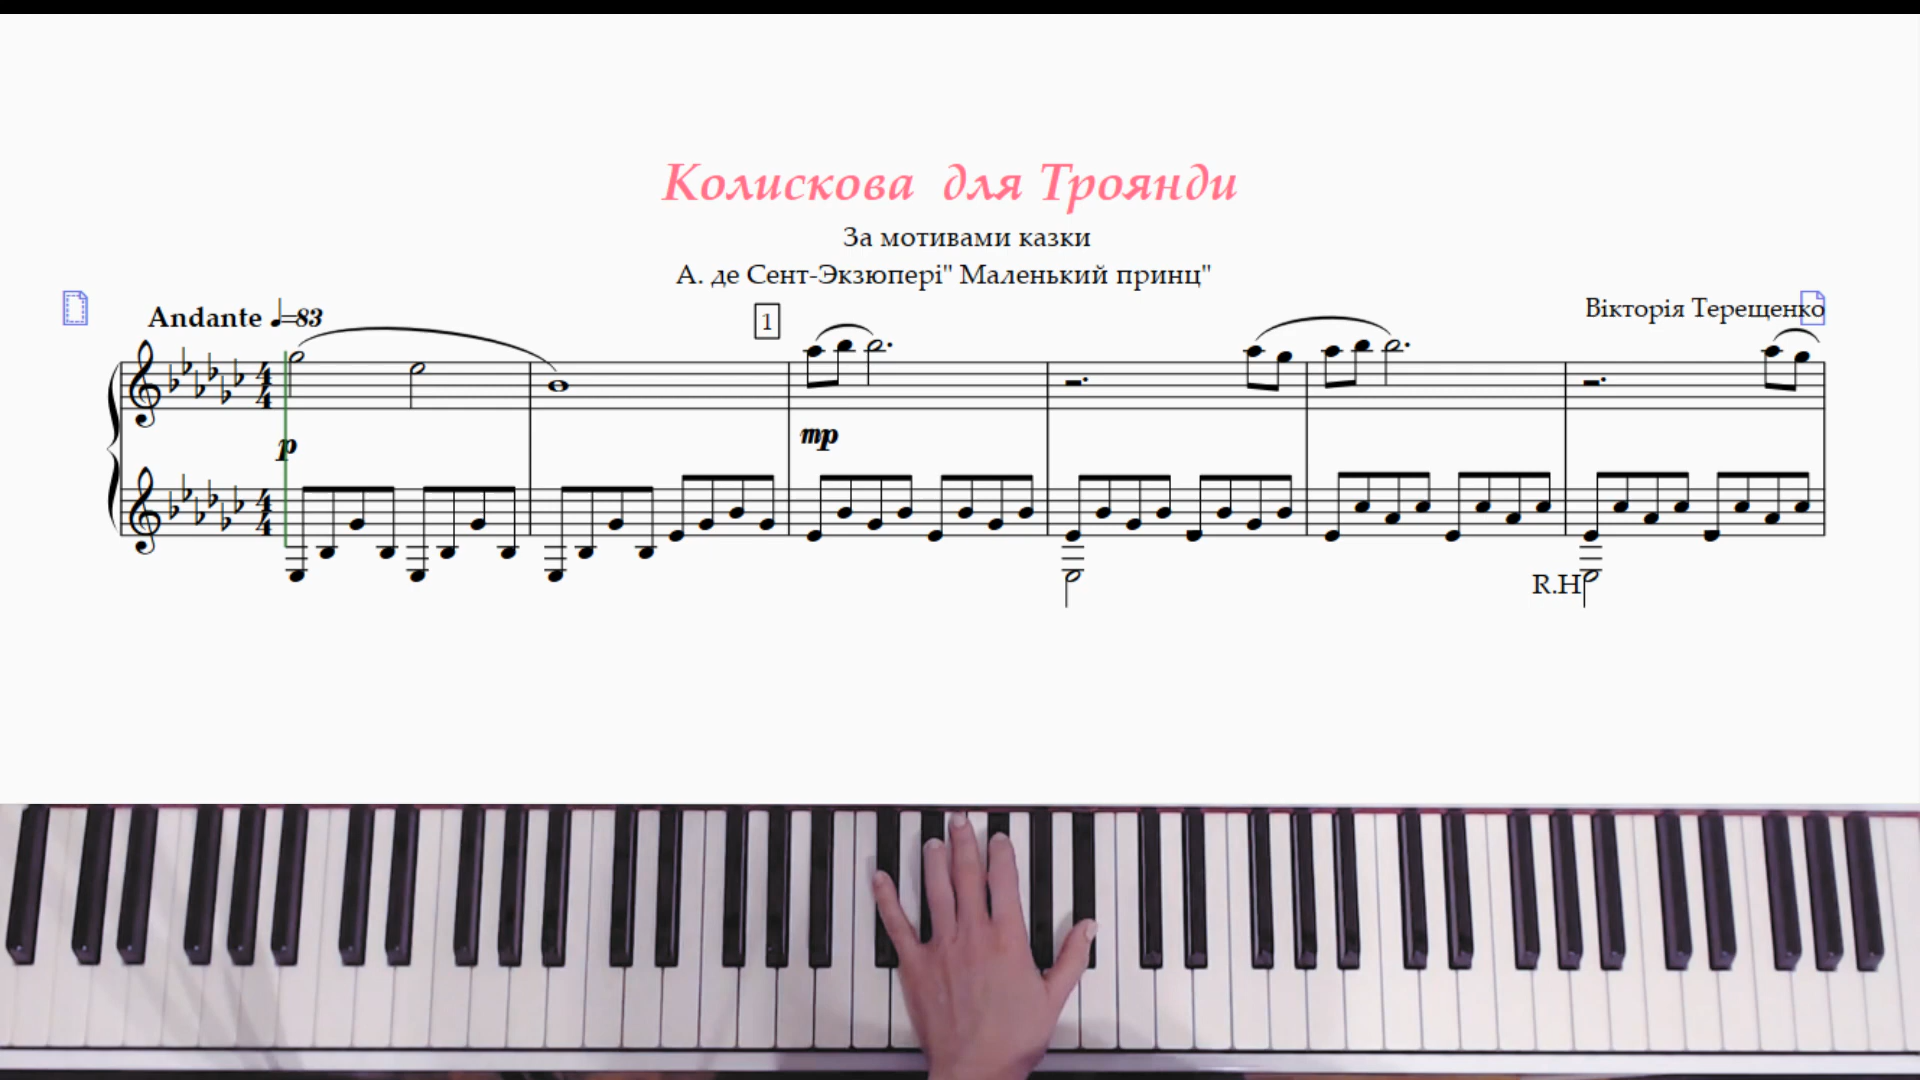 Колискова для Троянди
За мотивами казки
А. де Сент-Экзюпері" Маленький принц"
Andante ♩=83
1
Вікторія Терещенко
p
mp
R.H